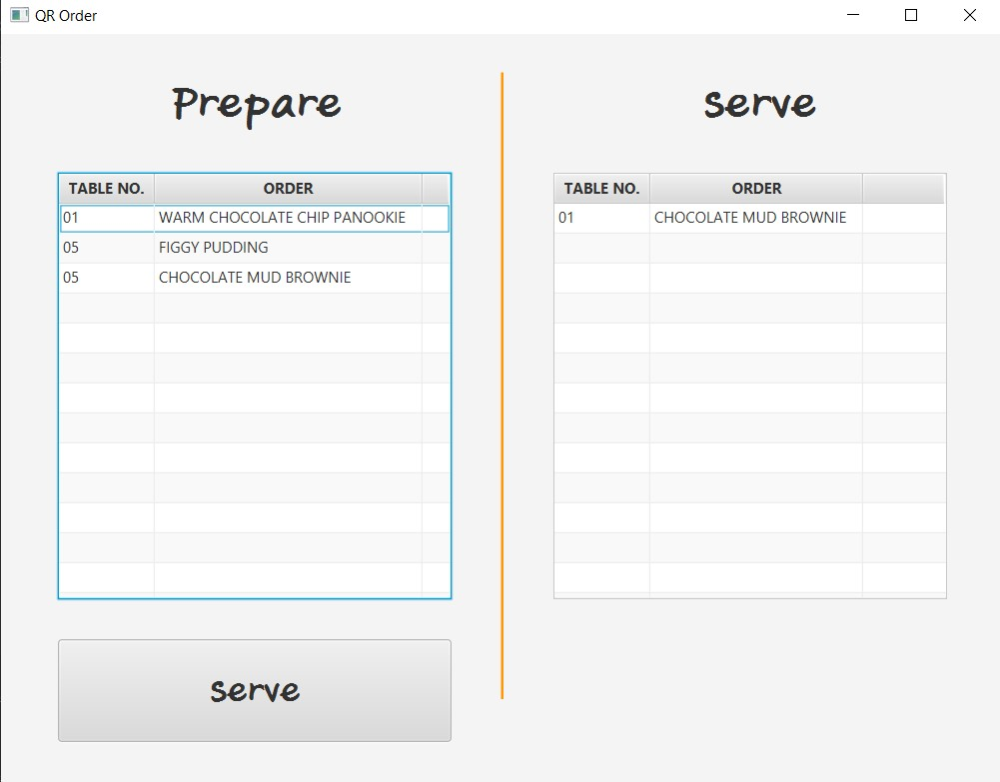 QR Order
Prepare
TABLE NO. ORDER
01 WARM CHOCOLATE CHIP PANOOKIE
05 FIGGY PUDDING
05 CHOCOLATE MUD BROWNIE
serve
serve
TABLE NO. ORDER
01 CHOCOLATE MUD BROWNIE